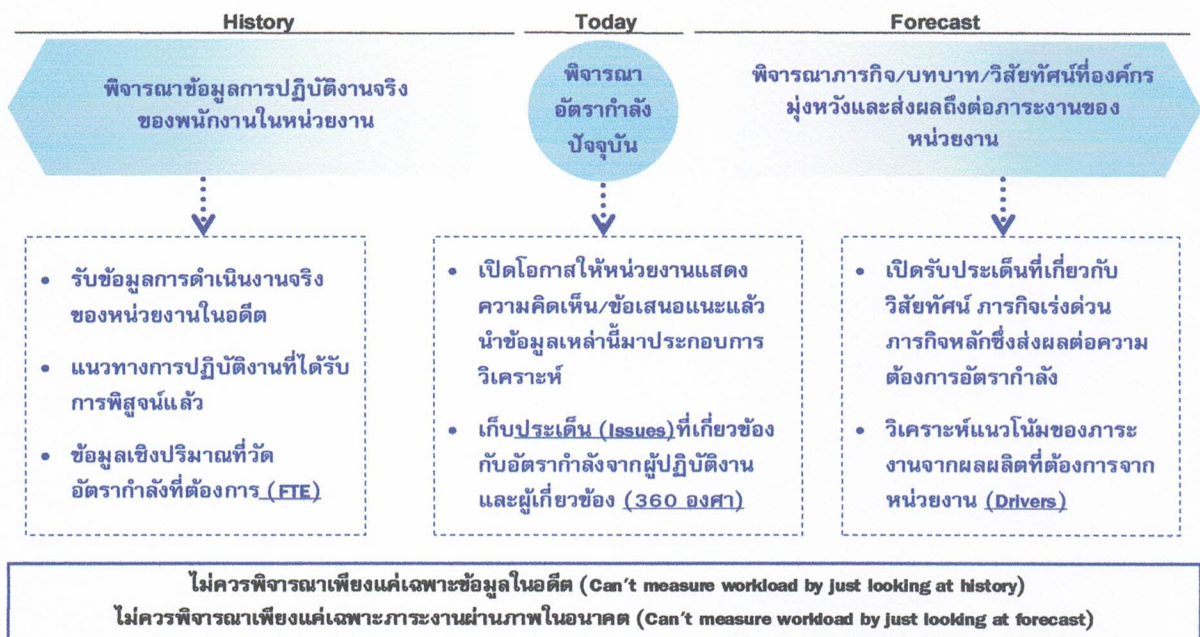 History
Today
Forecast
พิจารณาข้อมูลการปฏิบัติงานจริง
ของพนักงานในหน่วยงาน
พิจารณา
อัตรากำลัง
ปัจจุบัน
พิจารณาภารกิจ/บทบาท/วิสัยทัศน์ที่องค์กร
มุ่งหวังและส่งผลถึงต่อภาระงานของ
หน่วยงาน
• รับข้อมูลการดำเนินงานจริง
ของหน่วยงานในอดีต
• แนวทางการปฏิบัติงานที่ได้รับ
การพิสูจน์แล้ว
• ข้อมูลเชิงปริมาณที่วัด
อัตรากำลังที่ต้องการ (FTE)
• เปิดโอกาสให้หน่วยงานแสดง
ความคิดเห็น/ข้อเสนอแนะแล้ว
นำข้อมูลเหล่านี้มาประกอบการ
วิเคราะห์
• เก็บประเด็น (Issues)ที่เกี่ยวข้อง
กับอัตรากำลังจากผู้ปฏิบัติงาน
และผู้เกี่ยวข้อง (360 องศา)
• เปิดรับประเด็นที่เกี่ยวกับ
วิสัยทัศน์ ภารกิจเร่งด่วน
ภารกิจหลักซึ่งส่งผลต่อความ
ต้องการอัตรากำลัง
• วิเคราะห์แนวโน้มของภาระ
งานจากผลผลิตที่ต้องการจาก
หน่วยงาน (Drivers)
ไม่ควรพิจารณาเพียงแค่เฉพาะข้อมูลในอดีต (Can't measure workload by just looking at history)
ไม่ควรพิจารณาเพียงแค่เฉพาะภาระงานผ่านภาพในอนาคต (Can't measure workload by just looking at forecast)